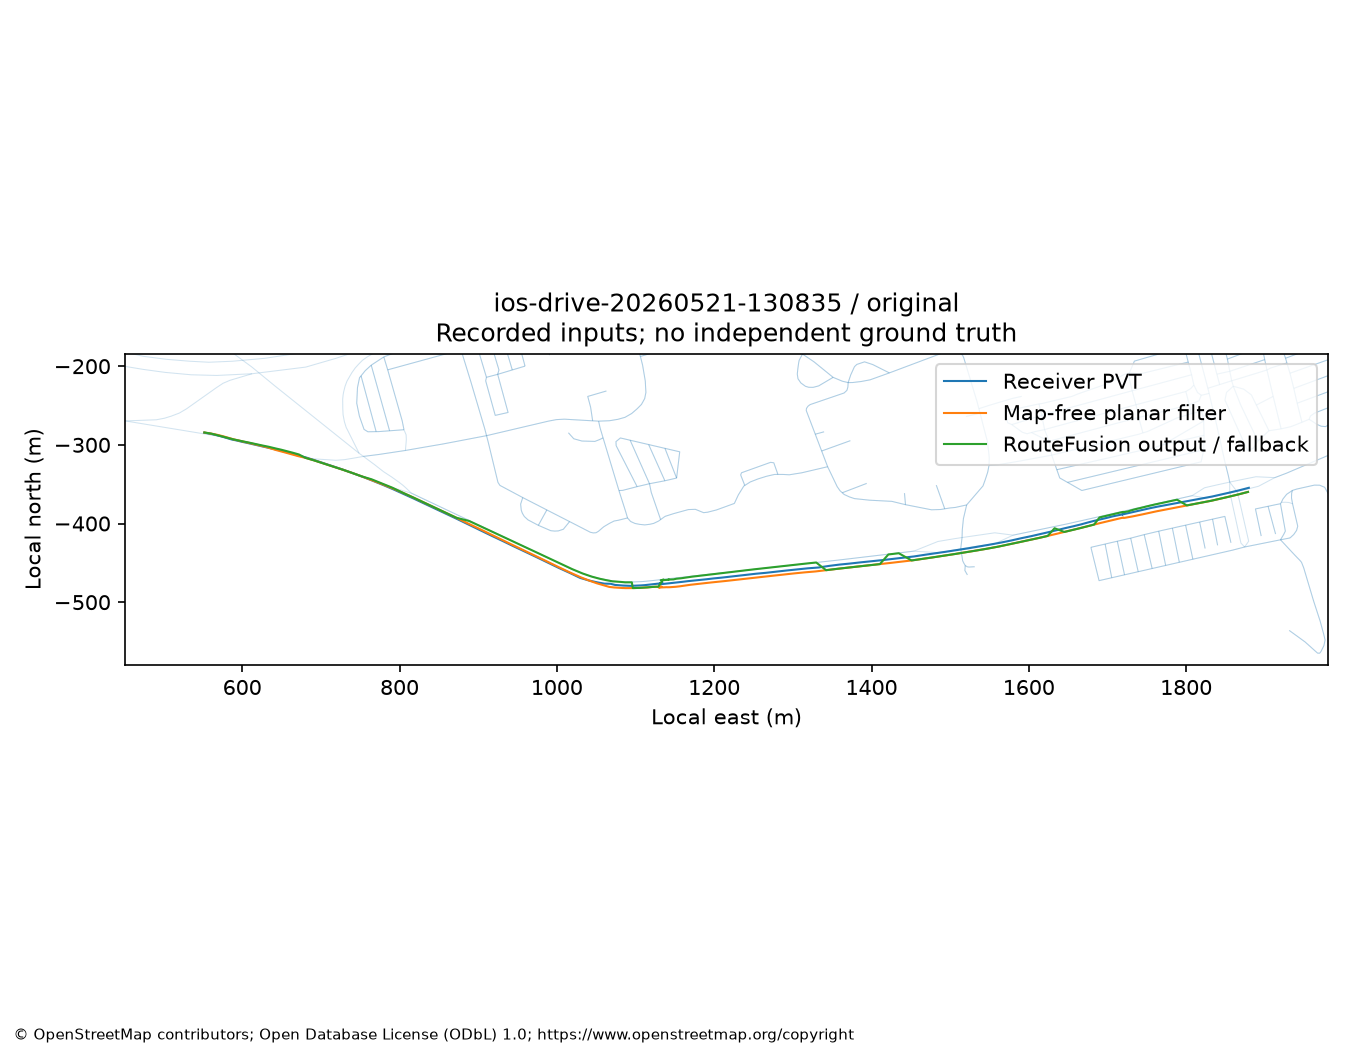 ios-drive-20260521-130835 / original
Recorded inputs; no independent ground truth
Receiver PVT
Map-free planar filter
RouteFusion output / fallback
Local north (m)
−200
−300
−400
−500
600
800
1000
1200
1400
1600
1800
Local east (m)
© OpenStreetMap contributors; Open Database License (ODbL) 1.0; https://www.openstreetmap.org/copyright